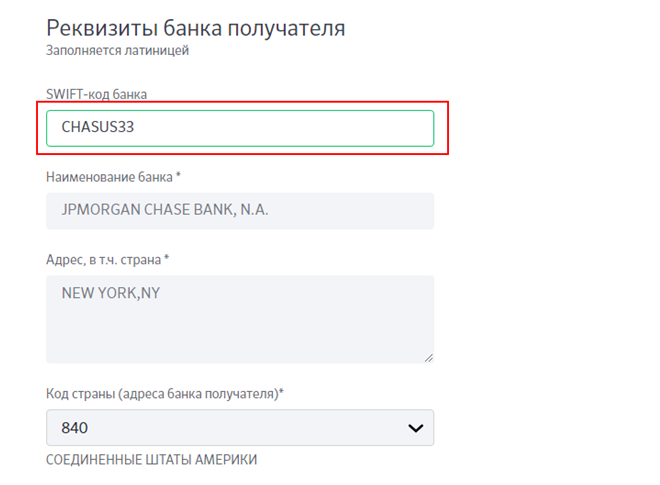 Реквизиты банка получателя
Заполняется латиницей
SWIFT-код банка
CHASUS33
Наименование банка *
JPMORGAN CHASE BANK, N.A.
Адрес, в т.ч. страна *
NEW YORK,NY
Код страны (адреса банка получателя)*
840
СОЕДИНЕННЫЕ ШТАТЫ АМЕРИКИ